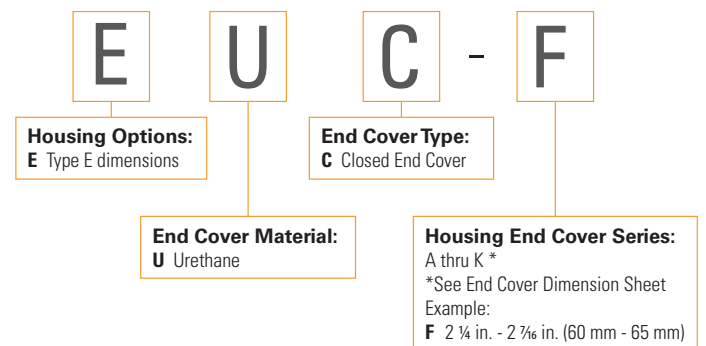 E U C - F
Housing Options:
E Type E dimensions
End Cover Type:
C Closed End Cover
End Cover Material:
U Urethane
Housing End Cover Series:
A thru K *
*See End Cover Dimension Sheet
Example:
F 2 ¼ in. - 2 7⁄16 in. (60 mm - 65 mm)